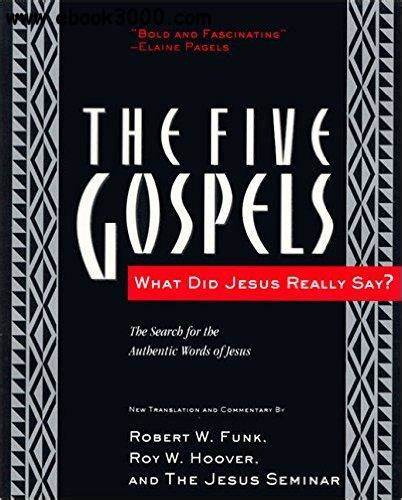 www.ebook3000.com
"Bold and Fascinating"
–Elaine Pagels
The Five
Gospels
What Did Jesus Really Say?
The Search for the
Authentic Words of Jesus
New Translation and Commentary By
Robert W. Funk,
Roy W. Hoover,
and The Jesus Seminar